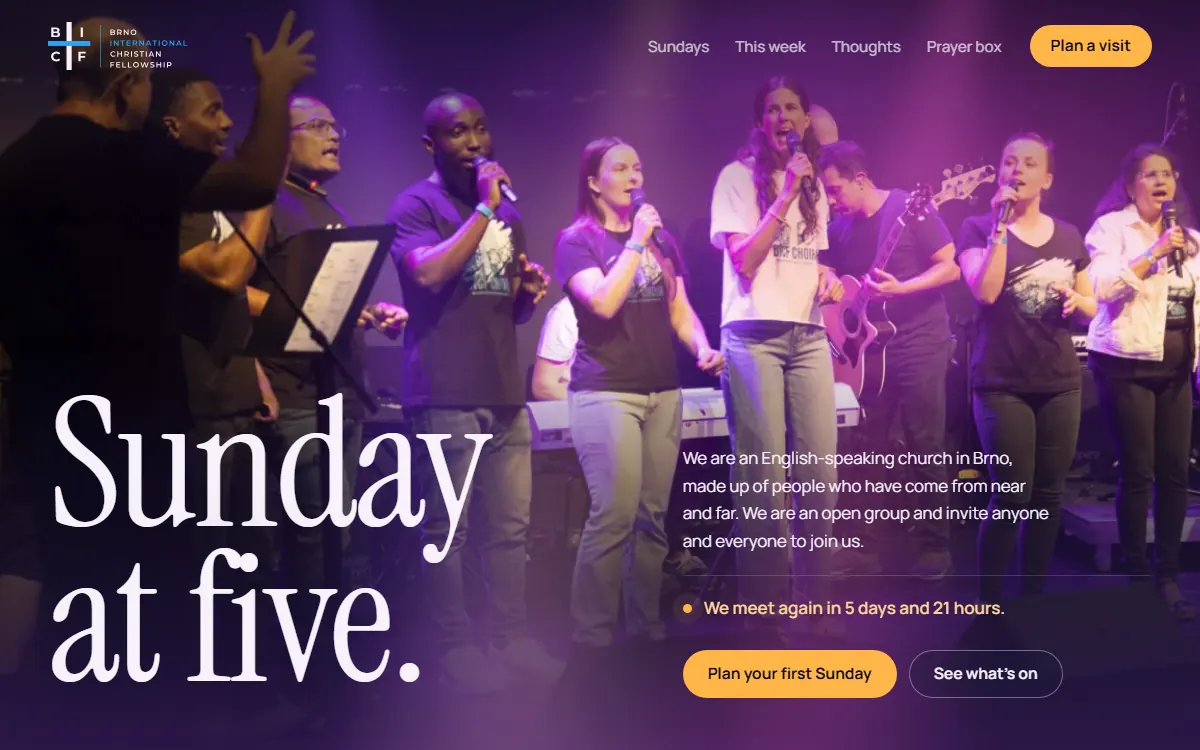 B I
C F
BRNO
INTERNATIONAL
CHRISTIAN
FELLOWSHIP
Sundays
This week
Thoughts
Prayer box
Plan a visit
Sunday
at five.
We are an English-speaking church in Brno,
made up of people who have come from near
and far. We are an open group and invite anyone
and everyone to join us.
We meet again in 5 days and 21 hours.
Plan your first Sunday
See what’s on